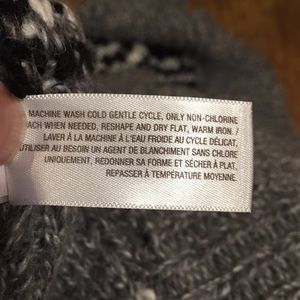 MACHINE WASH COLD GENTLE CYCLE, ONLY NON-CHLORINE
ACH WHEN NEEDED, RESHAPE AND DRY FLAT, WARM IRON. /
LAVER À LA MACHINE À L'EAU FROIDE AU CYCLE DÉLICAT,
UTILISER AU BESOIN UN AGENT DE BLANCHIMENT SANS CHLORE
UNIQUEMENT, REDONNER SA FORME ET SÉCHER À PLAT,
REPASSER À TEMPÉRATURE MOYENNE.